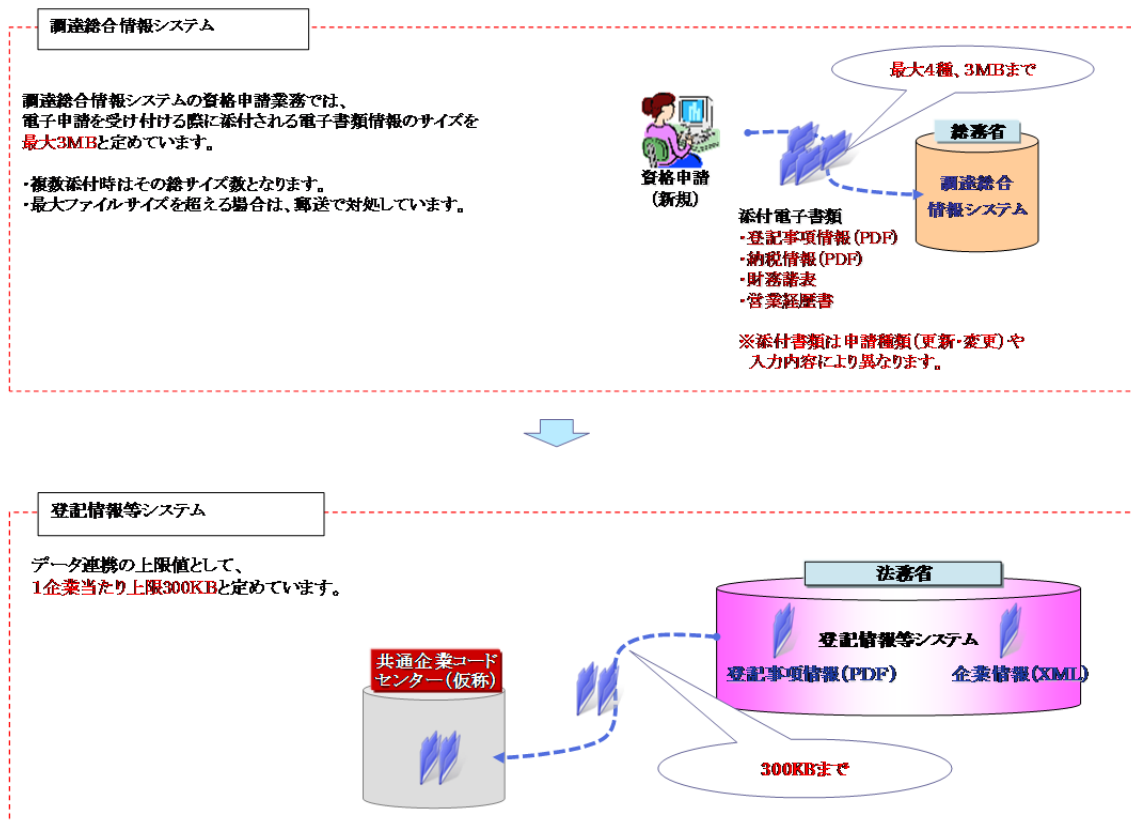 調達総合情報システム
調達総合情報システムの資格申請業務では、
電子申請を受け付ける際に添付される電子書類情報のサイズを
最大3MBと定めています。
・複数添付時はその総サイズ数となります。
・最大ファイルサイズを超える場合は、郵送で対処しています。
最大4種、3MBまで
資格申請
(新規)
総務省
調達総合
情報システム
添付電子書類
・登記事項情報(PDF)
・納税情報(PDF)
・財務諸表
・営業経歴書
※添付書類は申請種類(更新・変更)や
入力内容により異なります。
登記情報等システム
データ連携の上限値として、
1企業当たり上限300KBと定めています。
法務省
登記情報等システム
登記事項情報(PDF)
企業情報(XML)
共通企業コード
センター(仮称)
300KBまで